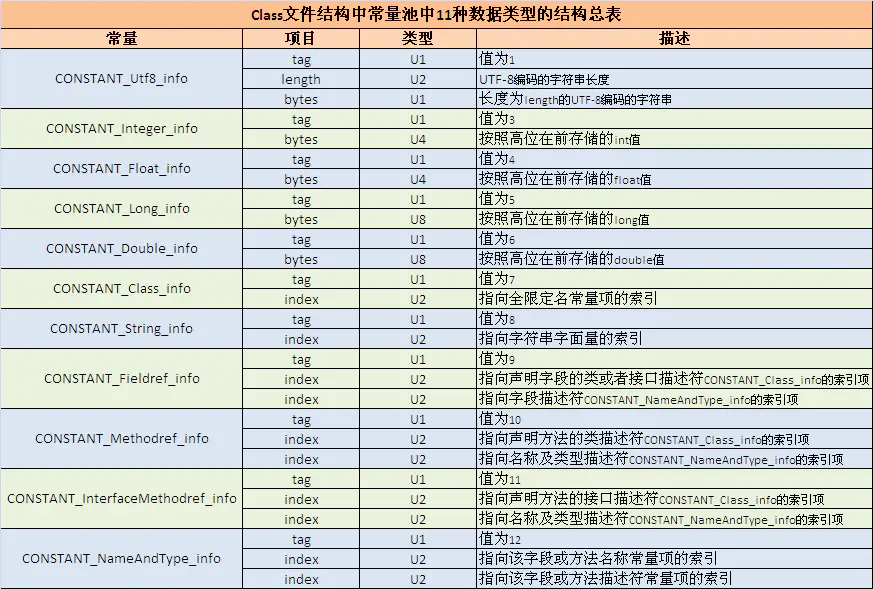 Class文件结构中常量池中11种数据类型的结构总表
常量 项目 类型 描述
CONSTANT_Utf8_info tag U1 值为1
length U2 UTF-8编码的字符串长度
bytes U1 长度为length的UTF-8编码的字符串
CONSTANT_Integer_info tag U1 值为3
bytes U4 按照高位在前存储的int值
CONSTANT_Float_info tag U1 值为4
bytes U4 按照高位在前存储的float值
CONSTANT_Long_info tag U1 值为5
bytes U8 按照高位在前存储的long值
CONSTANT_Double_info tag U1 值为6
bytes U8 按照高位在前存储的double值
CONSTANT_Class_info tag U1 值为7
index U2 指向全限定名常量项的索引
CONSTANT_String_info tag U1 值为8
index U2 指向字符串字面量的索引
CONSTANT_Fieldref_info tag U1 值为9
index U2 指向声明字段的类或者接口描述符CONSTANT_Class_info的索引项
index U2 指向字段描述符CONSTANT_NameAndType_info的索引项
CONSTANT_Methodref_info tag U1 值为10
index U2 指向声明方法的类描述符CONSTANT_Class_info的索引项
index U2 指向名称及类型描述符CONSTANT_NameAndType_info的索引项
CONSTANT_InterfaceMethodref_info tag U1 值为11
index U2 指向声明方法的接口描述符CONSTANT_Class_info的索引项
index U2 指向名称及类型描述符CONSTANT_NameAndType_info的索引项
CONSTANT_NameAndType_info tag U1 值为12
index U2 指向该字段或方法名称常量项的索引
index U2 指向该字段或方法描述符常量项的索引